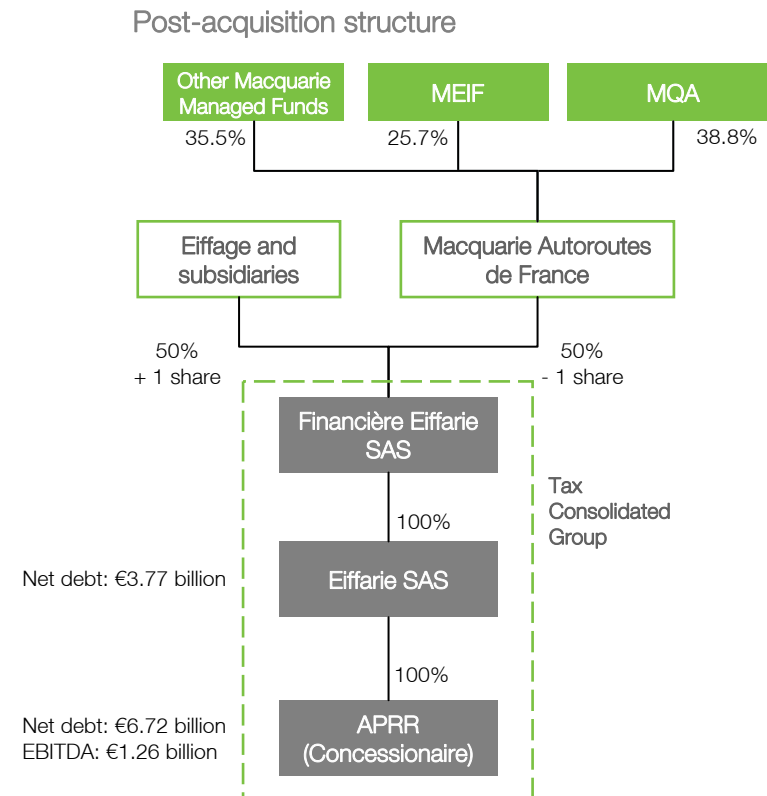 Post-acquisition structure
Other Macquarie
Managed Funds
MEIF
MQA
35.5%
25.7%
38.8%
Eiffage and
subsidiaries
Macquarie Autoroutes
de France
50%
+ 1 share
50%
- 1 share
Financière Eiffarie
SAS
Tax
Consolidated
Group
100%
Net debt: €3.77 billion
Eiffarie SAS
100%
Net debt: €6.72 billion
EBITDA: €1.26 billion
APRR
(Concessionaire)